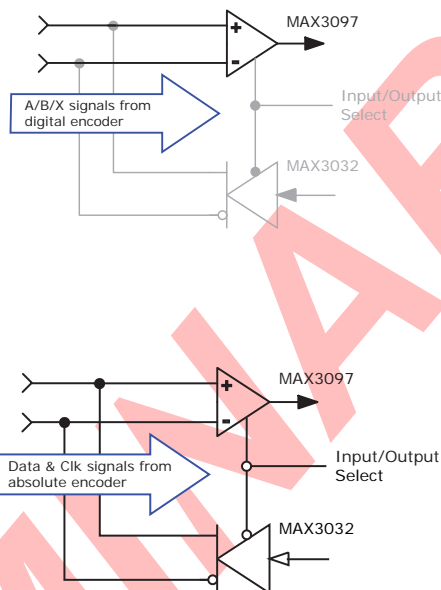 MAX3097
+
-
A/B/X signals from
digital encoder
Input/Output
Select
MAX3032
MAX3097
+
-
Data & Clk signals from
absolute encoder
Input/Output
Select
MAX3032